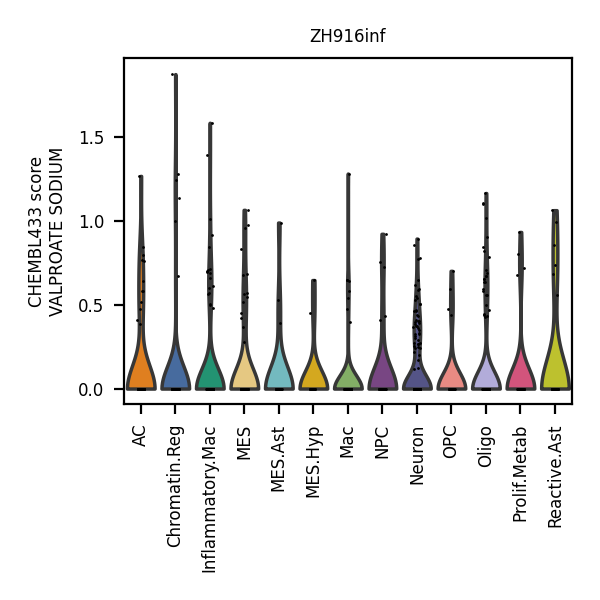 ZH916inf
CHEMBL433 score
VALPROATE SODIUM
1.5
1.0
0.5
0.0
AC
Chromatin.Reg
Inflammatory.Mac
MES
MES.Ast
MES.Hyp
Mac
NPC
Neuron
OPC
Oligo
Prolif.Metab
Reactive.Ast